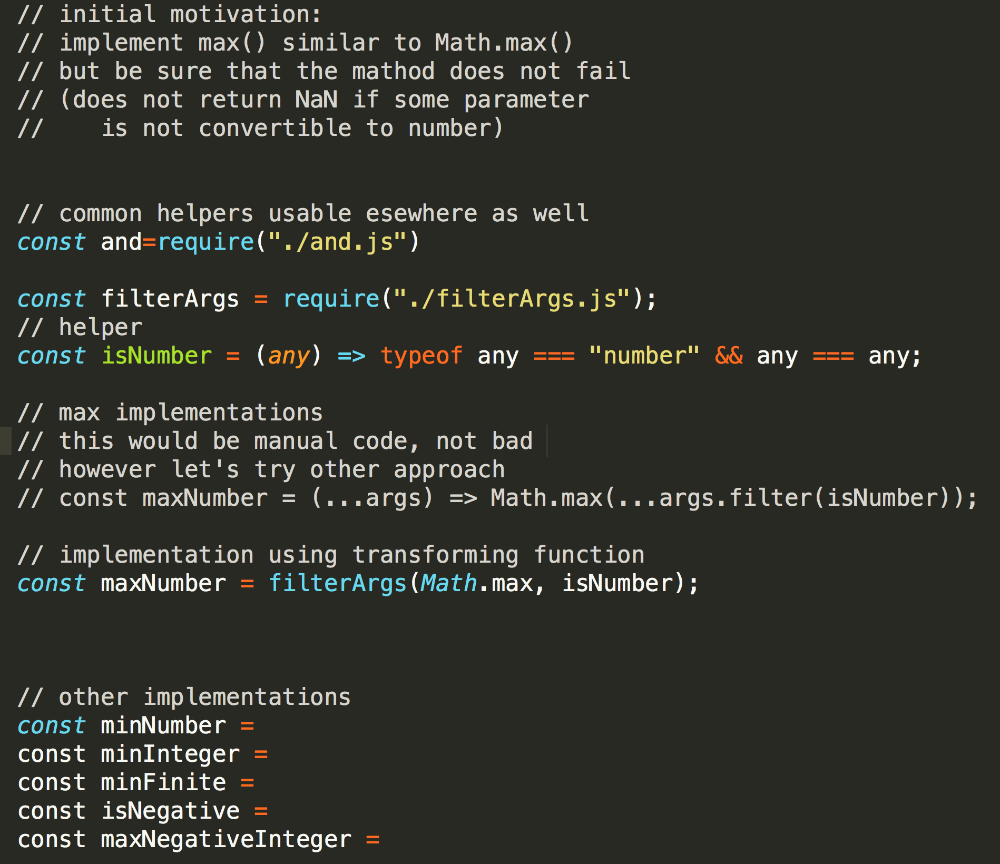 // initial motivation:
// implement max() similar to Math.max()
// but be sure that the mathod does not fail
// (does not return NaN if some parameter
//    is not convertible to number)
// common helpers usable esewhere as well
const and=require("./and.js")
const filterArgs = require("./filterArgs.js");
// helper
const isNumber = (any) => typeof any === "number" && any === any;
// max implementations
// this would be manual code, not bad
// however let's try other approach
// const maxNumber = (...args) => Math.max(...args.filter(isNumber));
// implementation using transforming function
const maxNumber = filterArgs(Math.max, isNumber);
// other implementations
const minNumber =
const minInteger =
const minFinite =
const isNegative =
const maxNegativeInteger =